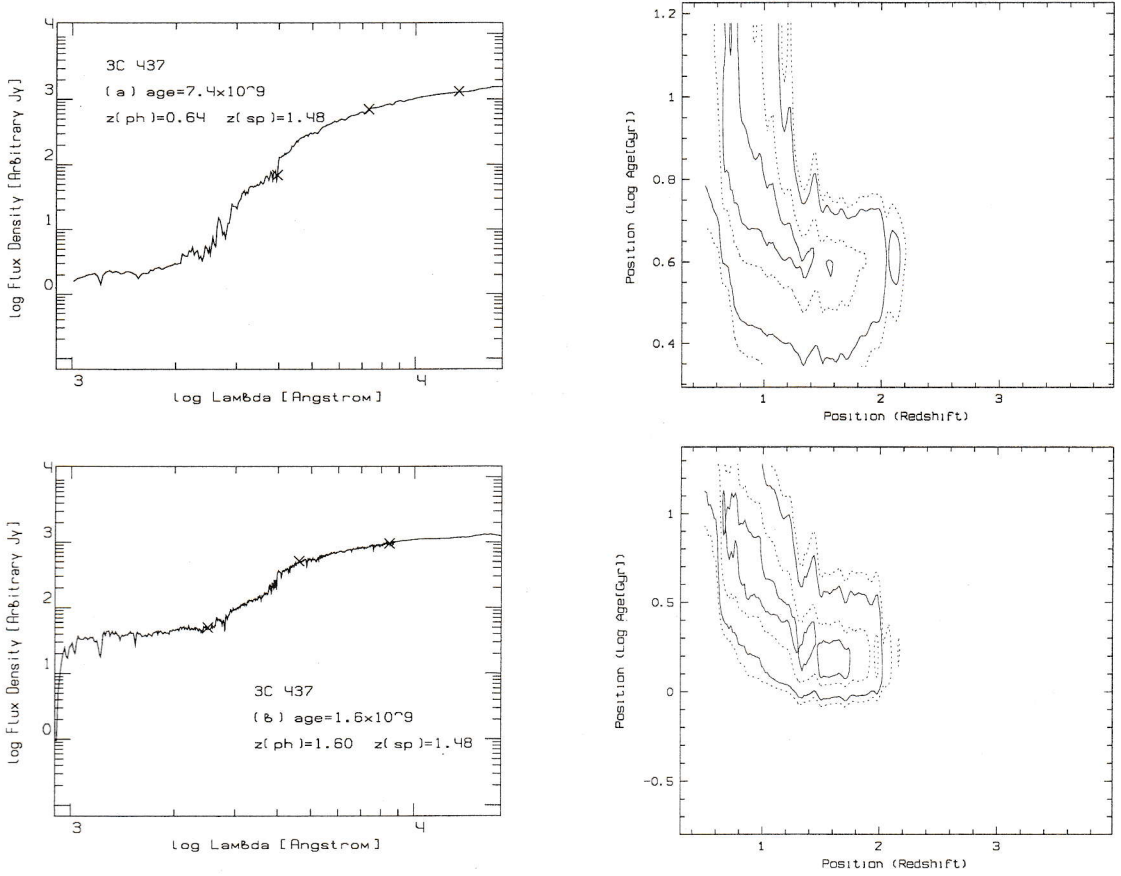 4
3
2
1
0
log Flux Density [Arbitrary Jy]
3C 437
(a) age=7.4x10^9
z(ph)=0.64 z(sp)=1.48
3 4
log Lambda [Angstrom]
1.2
1
0.8
0.6
0.4
Position (Log Age[Gyr])
1 2 3
Position (Redshift)
4
3
2
1
0
log Flux Density [Arbitrary Jy]
3C 437
(B) age=1.6x10^9
z(ph)=1.60 z(sp)=1.48
3 4
log Lambda [Angstrom]
1
0.5
0
-0.5
Position (Log Age[Gyr])
1 2 3
Position (Redshift)